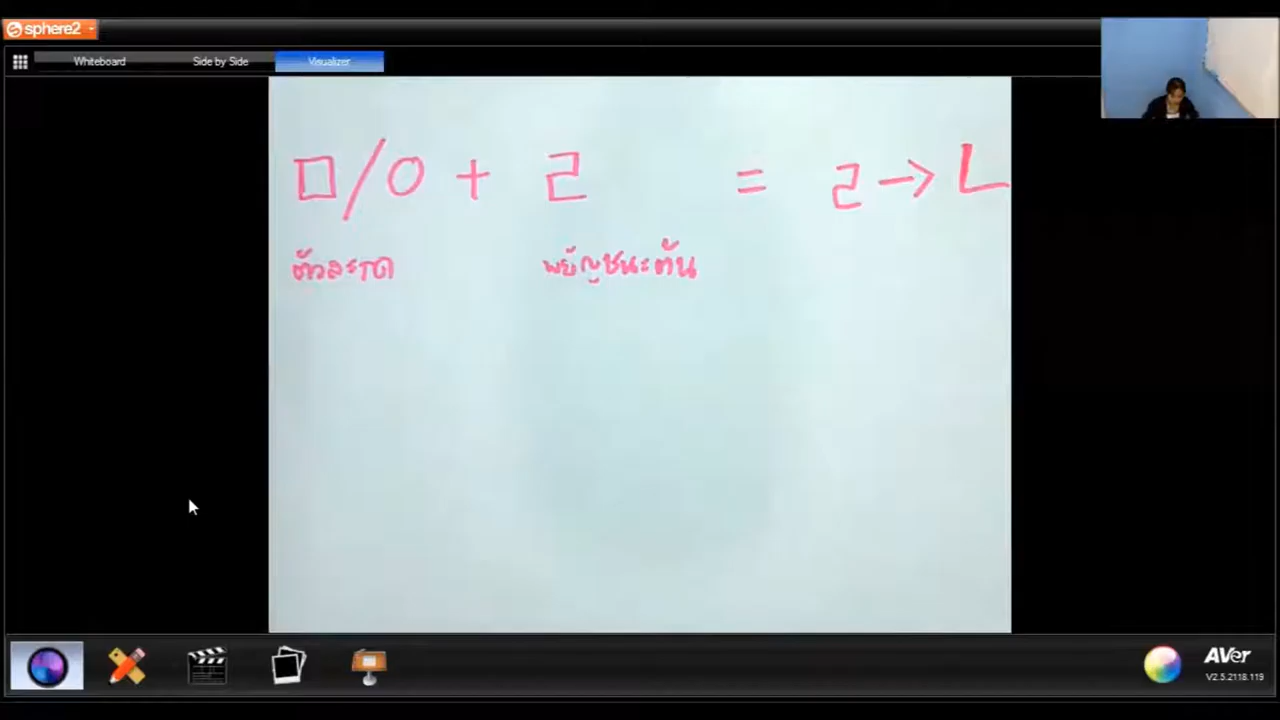 sphere2
Whiteboard Side by Side Visualizer
ㅁ/ㅇ + ㄹ = ㄹ → L
ตัวสะกด พยัญชนะต้น
AVer
V2.5.2118.119